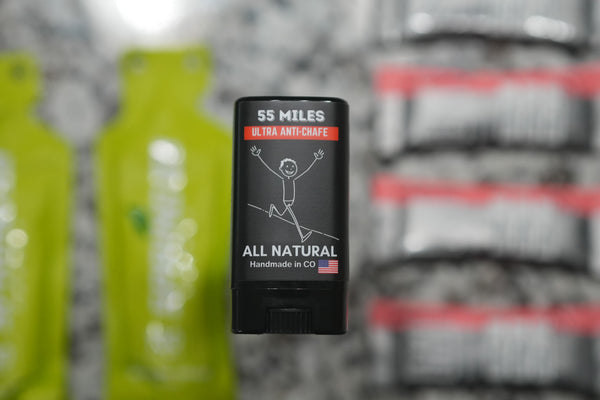 55 MILES
ULTRA ANTI-CHAFE
ALL NATURAL
Handmade in CO